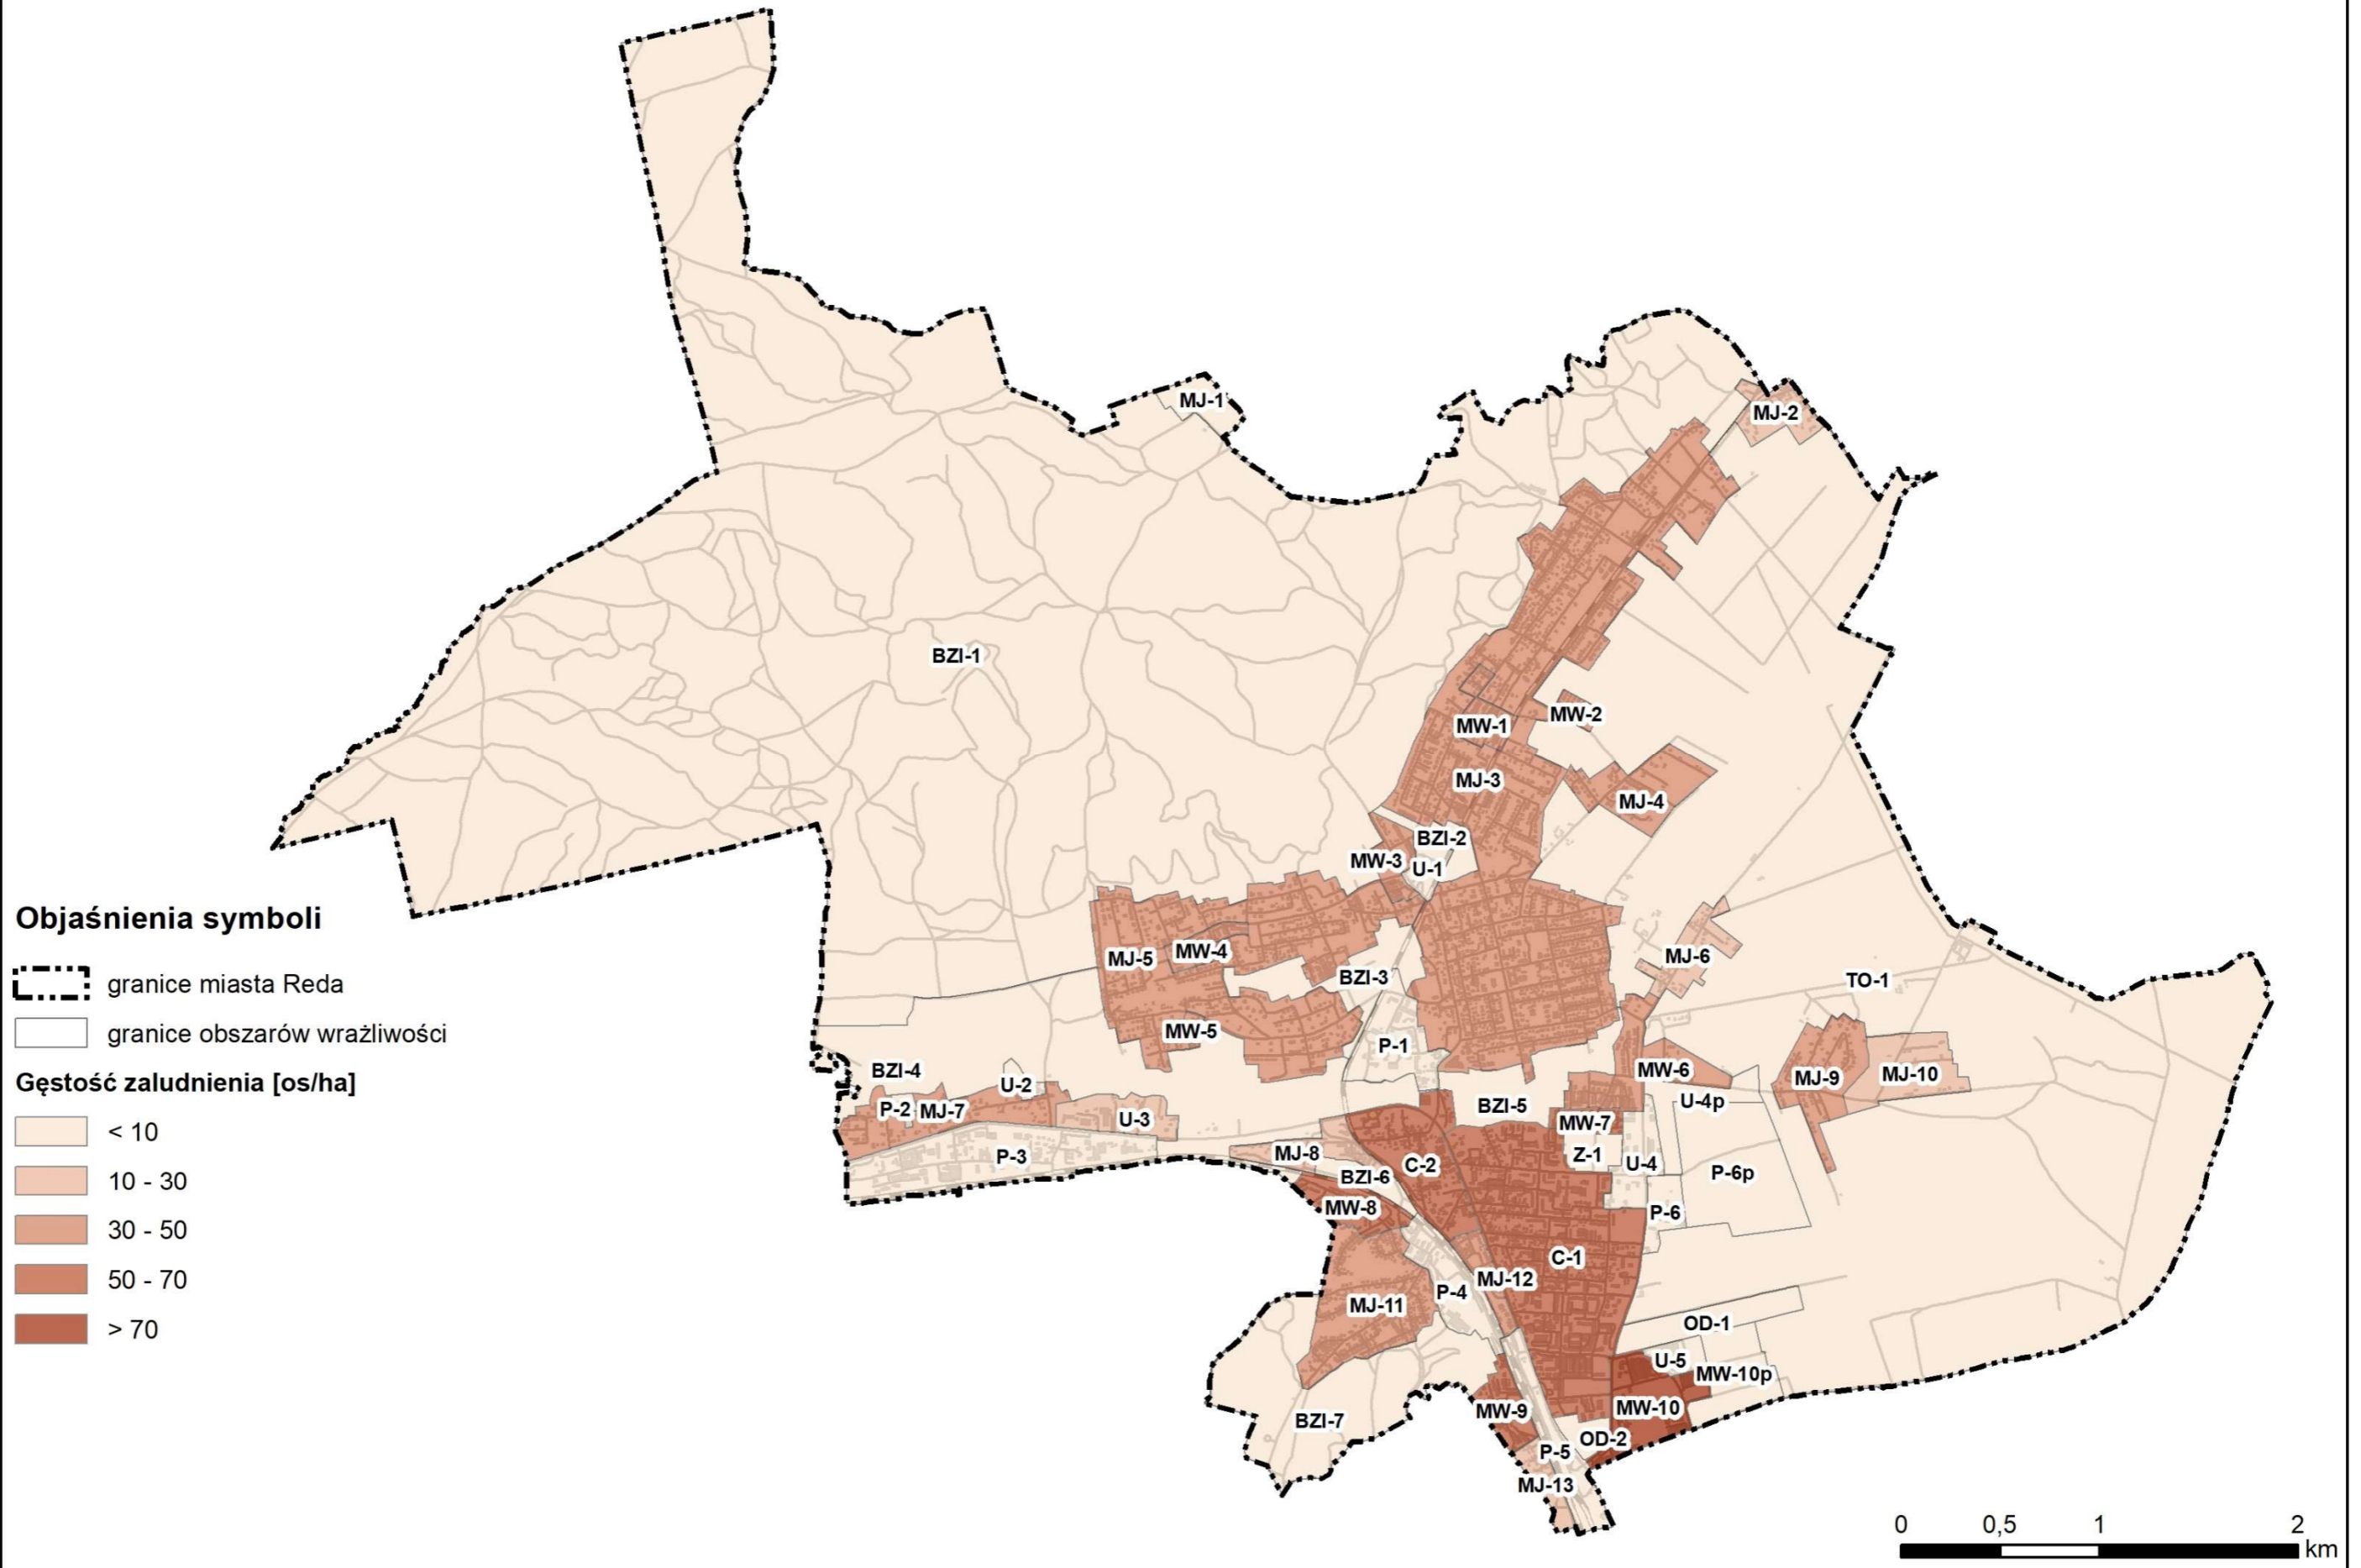 MJ-1
MJ-2
BZI-1
MW-2
MW-1
MJ-3
MJ-4
BZI-2
MW-3
U-1
MJ-6
MW-4
MJ-5
BZI-3
TO-1
MW-5
P-1
BZI-4
MW-6
MJ-9
MJ-10
U-2
U-4p
P-2
MJ-7
BZI-5
U-3
MW-7
MJ-8
Z-1
P-3
C-2
U-4
P-6p
BZI-6
MW-8
P-6
C-1
MJ-12
P-4
MJ-11
OD-1
U-5
MW-10p
MW-9
MW-10
BZI-7
OD-2
P-5
MJ-13
Objaśnienia symboli
granice miasta Reda
granice obszarów wrażliwości
Gęstość zaludnienia [os/ha]
< 10
10 - 30
30 - 50
50 - 70
> 70
0 0,5 1 2
km